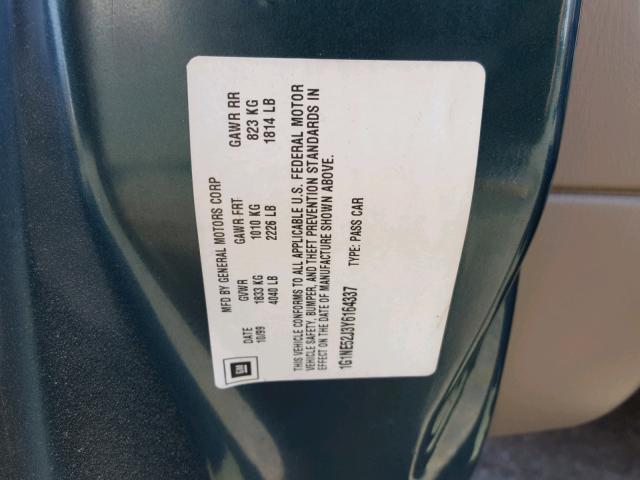 MFD BY GENERAL MOTORS CORP
DATE GVWR GAWR FRT GAWR RR
10/99 1833 KG 1010 KG 823 KG
4040 LB 2226 LB 1814 LB
THIS VEHICLE CONFORMS TO ALL APPLICABLE U.S. FEDERAL MOTOR
VEHICLE SAFETY, BUMPER, AND THEFT PREVENTION STANDARDS IN
EFFECT ON THE DATE OF MANUFACTURE SHOWN ABOVE.
1G1NE52J3Y6164337 TYPE: PASS CAR
GM